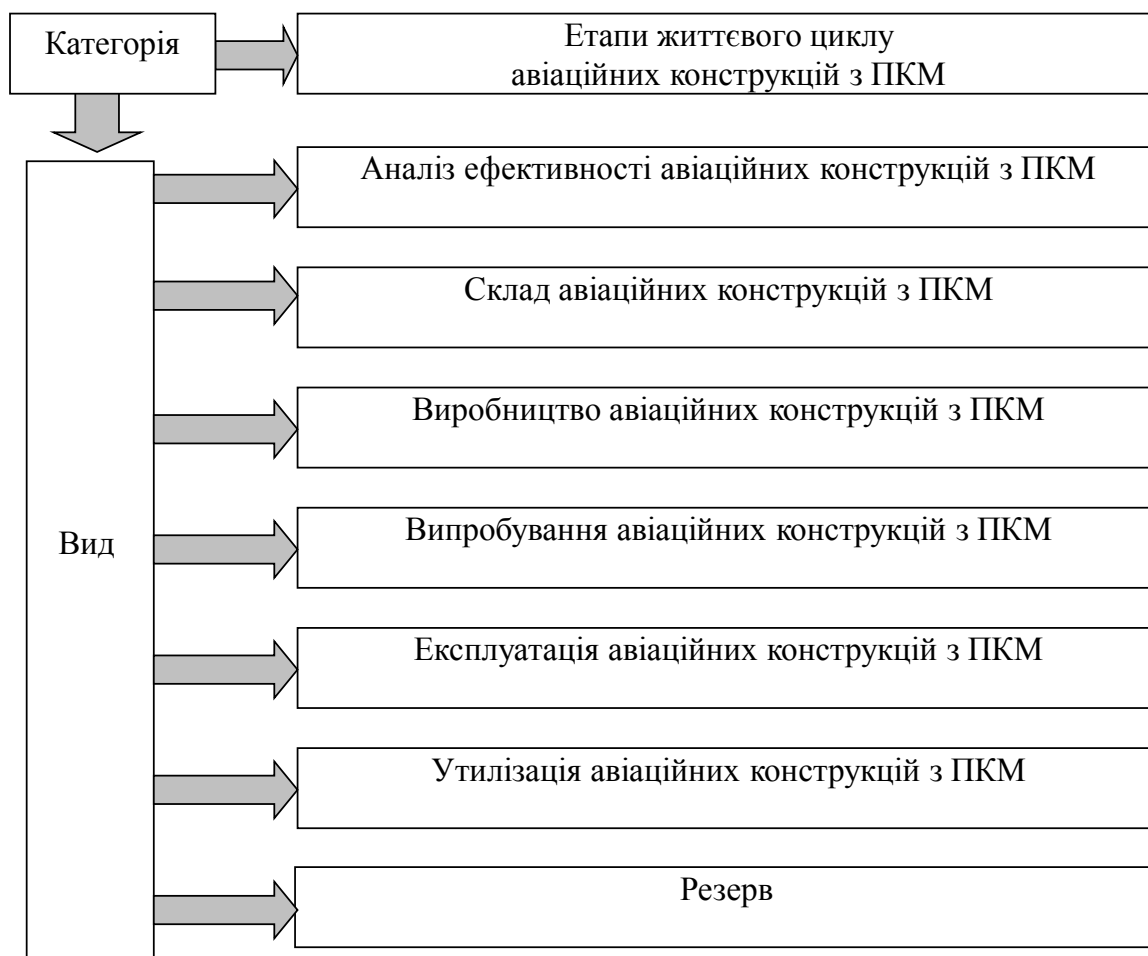 Категорія
Етапи життєвого циклу
авіаційних конструкцій з ПКМ
Аналіз ефективності авіаційних конструкцій з ПКМ
Склад авіаційних конструкцій з ПКМ
Виробництво авіаційних конструкцій з ПКМ
Вид
Випробування авіаційних конструкцій з ПКМ
Експлуатація авіаційних конструкцій з ПКМ
Утилізація авіаційних конструкцій з ПКМ
Резерв